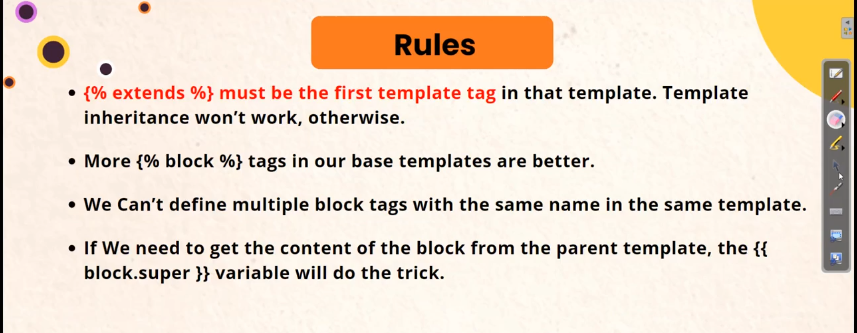 Rules
• {% extends %} must be the first template tag in that template. Template
inheritance won't work, otherwise.
• More {% block %} tags in our base templates are better.
• We Can't define multiple block tags with the same name in the same template.
• If We need to get the content of the block from the parent template, the {{
block.super }} variable will do the trick.